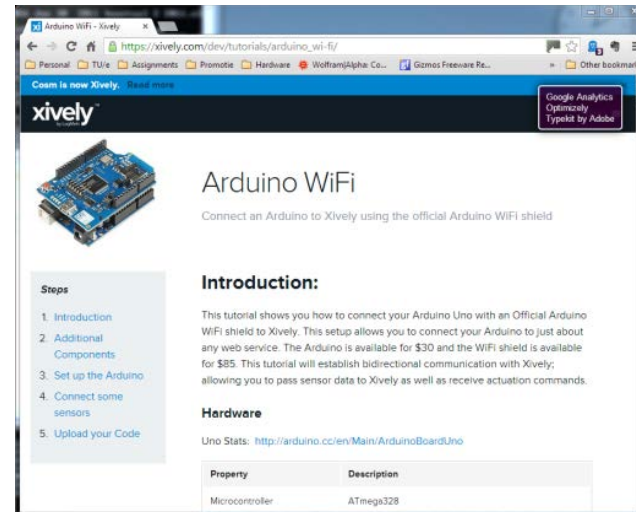 Arduino WiFi - Xively
https://xively.com/dev/tutorials/arduino_wi-fi/
Personal TU/e Assignments Promotie Hardware Wolfram|Alpha: Co... Gizmos Freeware Re... » Other bookmar
Cosm is now Xively. Read more
Google Analytics
Optimizely
Typekit by Adobe
xively
by LogMeIn
Arduino WiFi
Connect an Arduino to Xively using the official Arduino WiFi shield
Steps
1. Introduction
2. Additional
Components
3. Set up the Arduino
4. Connect some
sensors
5. Upload your Code
Introduction:
This tutorial shows you how to connect your Arduino Uno with an Official Arduino
WiFi shield to Xively. This setup allows you to connect your Arduino to just about
any web service. The Arduino is available for $30 and the WiFi shield is available
for $85. This tutorial will establish bidirectional communication with Xively;
allowing you to pass sensor data to Xively as well as receive actuation commands.
Hardware
Uno Stats: http://arduino.cc/en/Main/ArduinoBoardUno
Property Description
Microcontroller ATmega328